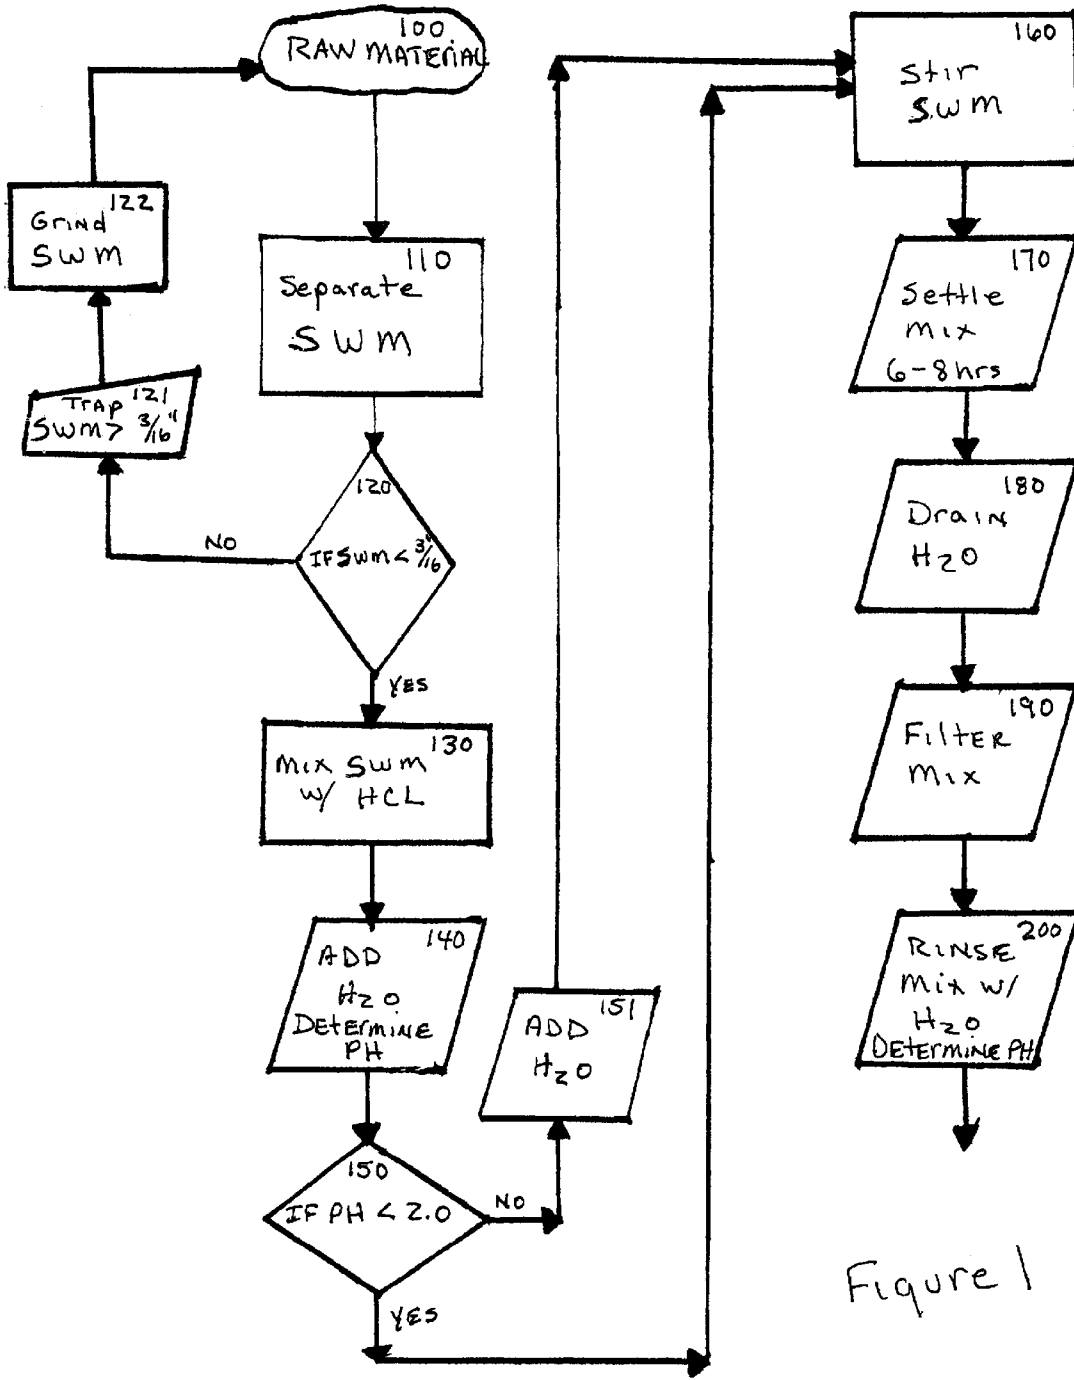 100
RAW MATERIAL
122
Grind
SWM
110
Separate
SWM
121
TRAP
SWM> 3/16"
120
IF SWM < 3/16"
NO
YES
130
Mix SWM
W/ HCL
140
ADD
H2O
DETERMINE
PH
151
ADD
H2O
150
IF PH < 2.0
NO
YES
160
Stir
SWM
170
Settle
Mix
6-8 hrs
180
Drain
H2O
190
FILTER
Mix
200
RINSE
Mix W/
H2O
DETERMINE PH
Figure 1